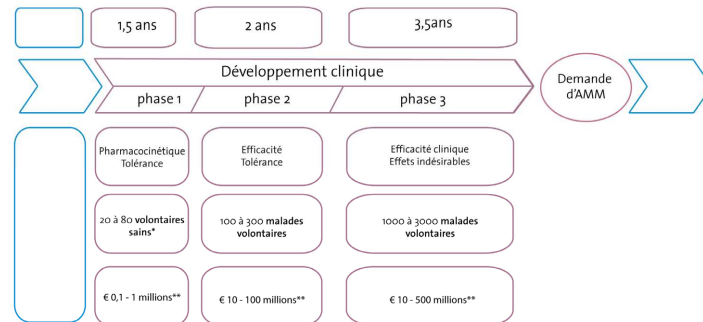 1,5 ans
2 ans
3,5ans
Développement clinique
phase 1
phase 2
phase 3
Demande
d'AMM
Pharmacocinétique
Tolérance
Efficacité
Tolérance
Efficacité clinique
Effets indésirables
20 à 80 volontaires
sains*
100 à 300 malades
volontaires
1000 à 3000 malades
volontaires
€ 0,1 - 1 millions**
€ 10 - 100 millions**
€ 10 - 500 millions**